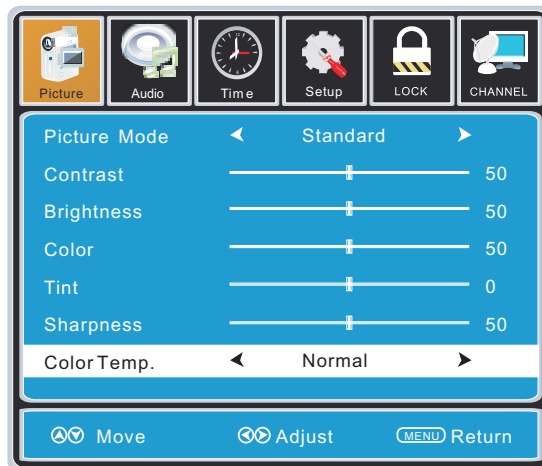 Picture Audio Time Setup LOCK CHANNEL
Picture Mode Standard
Contrast 50
Brightness 50
Color 50
Tint 0
Sharpness 50
Color Temp. Normal
Move Adjust MENU Return